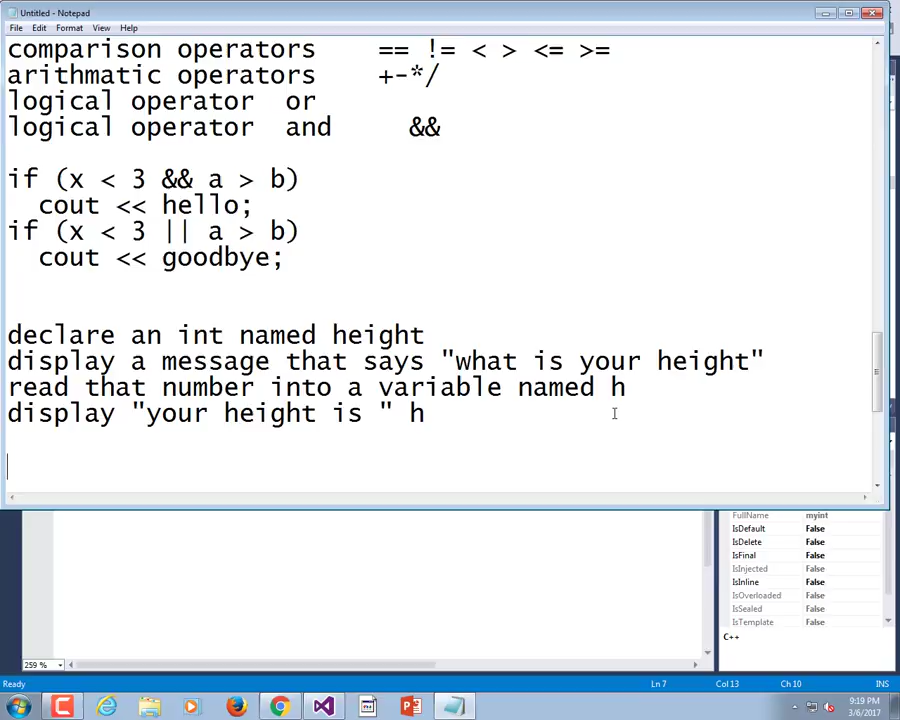 Untitled - Notepad
File Edit Format View Help
comparison operators    == != < > <= >=
arithmatic operators    +-*/
logical operator  or
logical operator  and     &&
if (x < 3 && a > b)
  cout << hello;
if (x < 3 || a > b)
  cout << goodbye;
declare an int named height
display a message that says "what is your height"
read that number into a variable named h
display "your height is " h
FullName myint
IsDefault False
IsDelete False
IsFinal False
IsInjected False
IsInline False
IsOverloaded False
IsSealed False
IsTemplate False
C++
259 %
Ready Ln 7 Col 13 Ch 10 INS
9:19 PM
3/6/2017